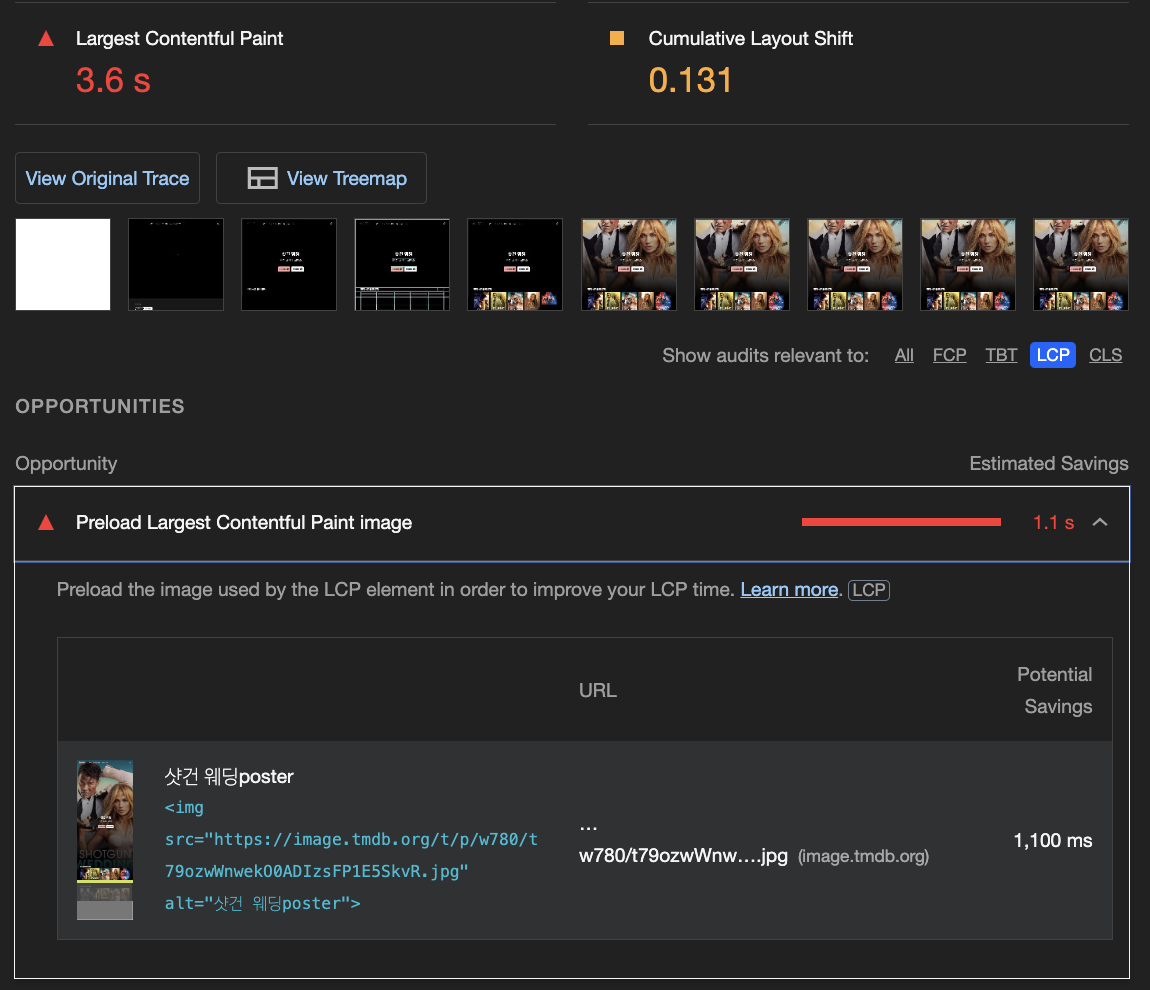 Largest Contentful Paint
3.6 s
Cumulative Layout Shift
0.131
View Original Trace
View Treemap
Show audits relevant to: All FCP TBT LCP CLS
OPPORTUNITIES
Opportunity
Estimated Savings
Preload Largest Contentful Paint image
1.1 s
Preload the image used by the LCP element in order to improve your LCP time. Learn more. LCP
URL
Potential
Savings
샷건 웨딩poster
<img
src="https://image.tmdb.org/t/p/w780/t
79ozwWnwekO0ADIzsFP1E5SkvR.jpg"
alt="샷건 웨딩poster">
…
w780/t79ozwWnw….jpg (image.tmdb.org)
1,100 ms
SHOTGUN
WEDDING